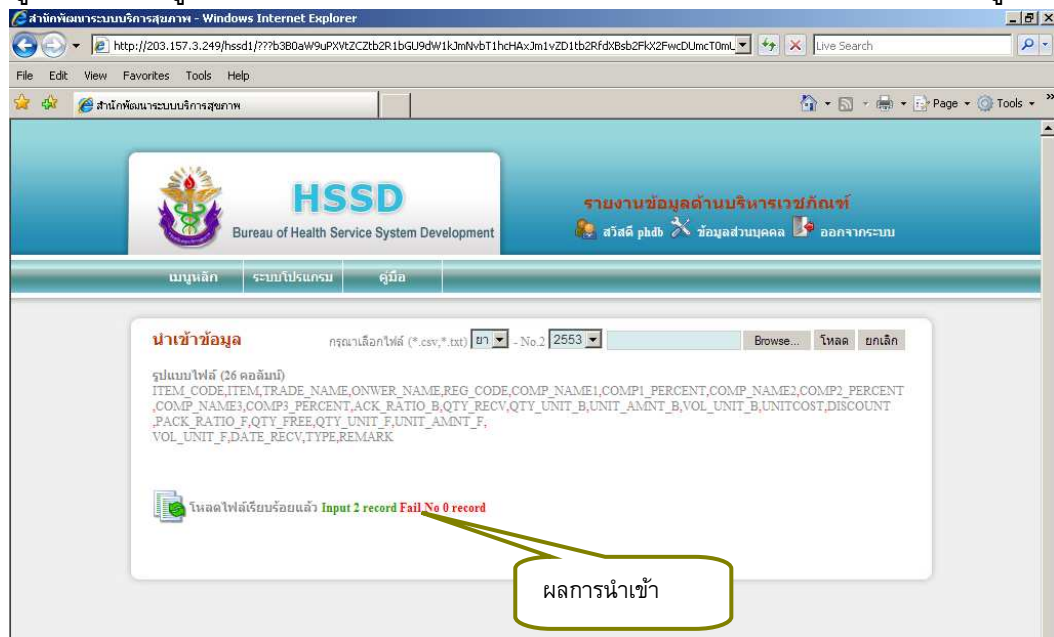 สำนักพัฒนาระบบบริการสุขภาพ - Windows Internet Explorer
Live Search
File Edit View Favorites Tools Help
สำนักพัฒนาระบบบริการสุขภาพ
Page Tools
HSSD
Bureau of Health Service System Development
รายงานข้อมูลด้านบริหารเวชภัณฑ์
สวัสดี phdb ข้อมูลส่วนบุคคล ออกจากระบบ
เมนูหลัก ระบบโปรแกรม คู่มือ
นำเข้าข้อมูล กรุณาเลือกไฟล์ (*.csv,*.txt) ยา - No.2 2553 Browse... โหลด ยกเลิก
รูปแบบไฟล์ (26 คอลัมน์)
ITEM_CODE,ITEM,TRADE_NAME,ONWER_NAME,REG_CODE,COMP_NAME1,COMP1_PERCENT,COMP_NAME2,COMP2_PERCENT
,COMP_NAME3,COMP3_PERCENT,ACK_RATIO_B,QTY_RECV,QTY_UNIT_B,UNIT_AMNT_B,VOL_UNIT_B,UNITCOST,DISCOUNT
,PACK_RATIO_F,QTY_FREE,QTY_UNIT_F,UNIT_AMNT_F,
VOL_UNIT_F,DATE_RECV,TYPE,REMARK
โหลดไฟล์เรียบร้อยแล้ว Input 2 record Fail No 0 record
ผลการนำเข้า